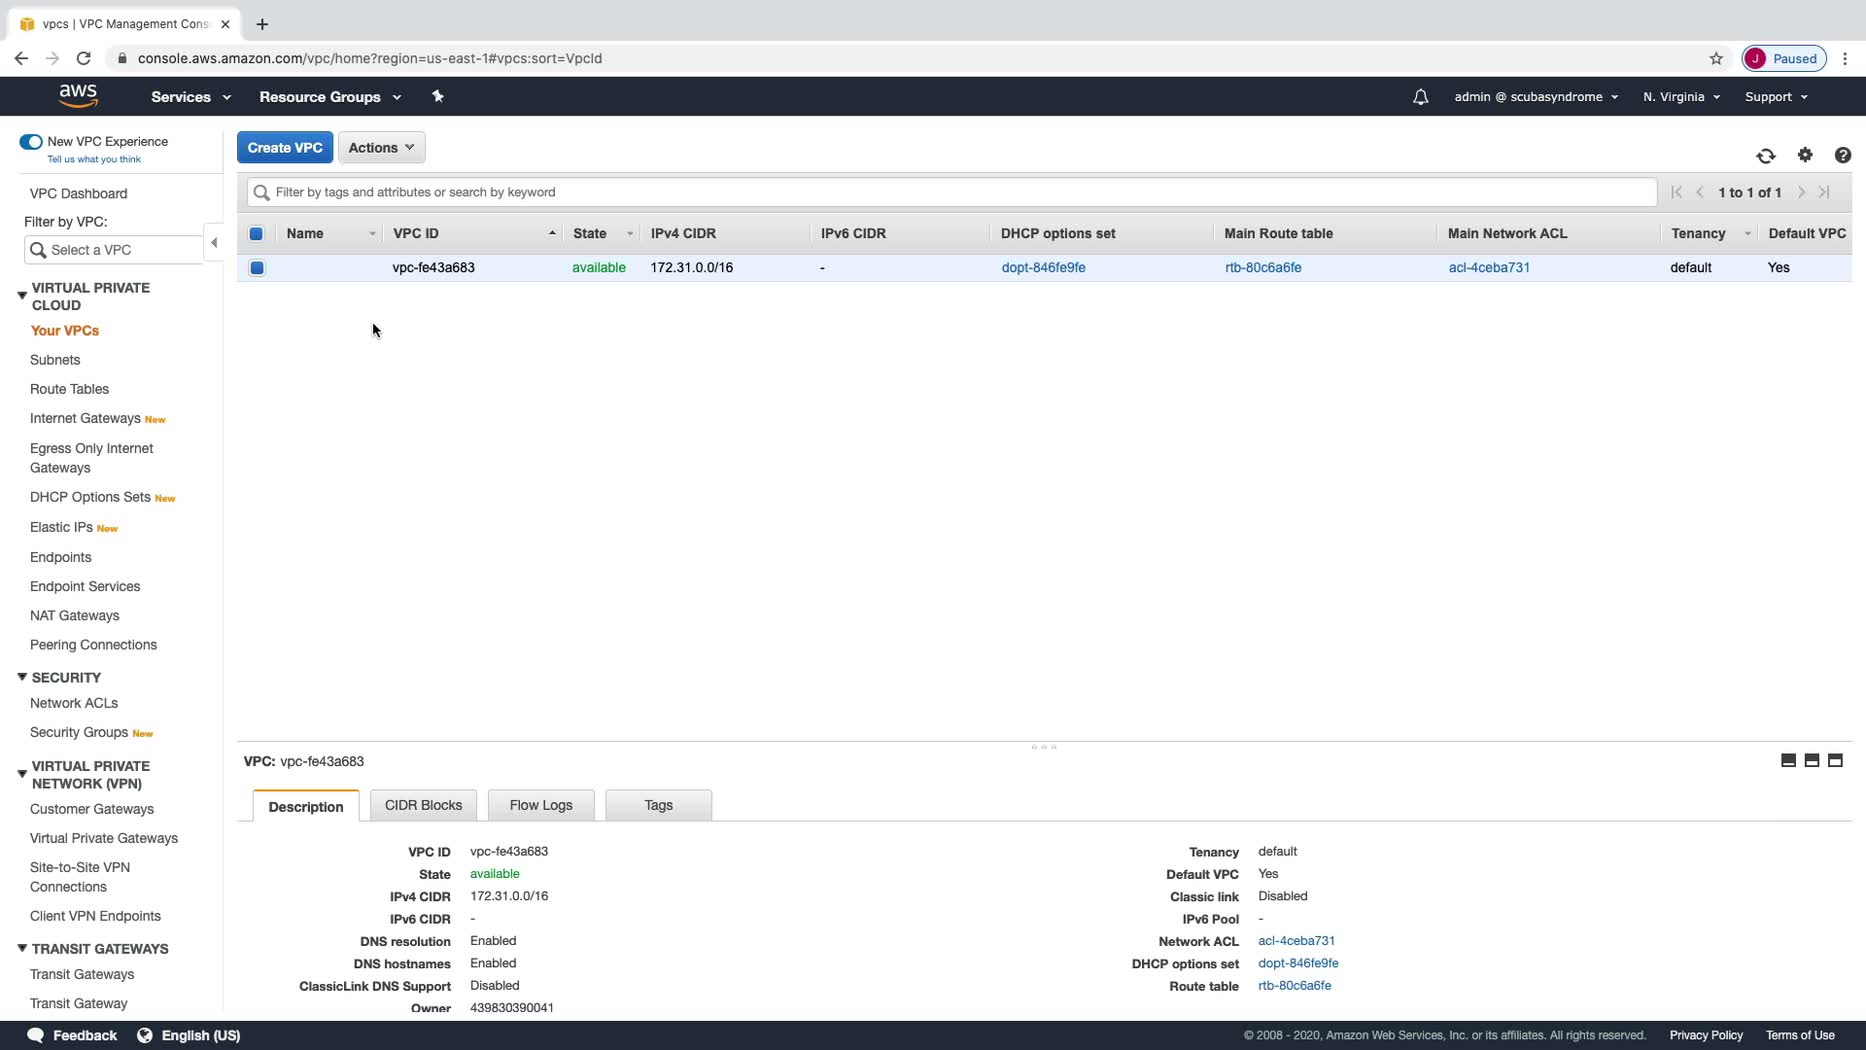 vpcs | VPC Management Cons
console.aws.amazon.com/vpc/home?region=us-east-1#vpcs:sort=VpcId
J Paused
aws Services Resource Groups admin @ scubasyndrome N. Virginia Support
New VPC Experience
Tell us what you think
VPC Dashboard
Filter by VPC:
Select a VPC
VIRTUAL PRIVATE
CLOUD
Your VPCs
Subnets
Route Tables
Internet Gateways New
Egress Only Internet
Gateways
DHCP Options Sets New
Elastic IPs New
Endpoints
Endpoint Services
NAT Gateways
Peering Connections
SECURITY
Network ACLs
Security Groups New
VIRTUAL PRIVATE
NETWORK (VPN)
Customer Gateways
Virtual Private Gateways
Site-to-Site VPN
Connections
Client VPN Endpoints
TRANSIT GATEWAYS
Transit Gateways
Transit Gateway
Create VPC Actions
Filter by tags and attributes or search by keyword
1 to 1 of 1
Name VPC ID State IPv4 CIDR IPv6 CIDR DHCP options set Main Route table Main Network ACL Tenancy Default VPC
vpc-fe43a683 available 172.31.0.0/16 - dopt-846fe9fe rtb-80c6a6fe acl-4ceba731 default Yes
VPC: vpc-fe43a683
Description CIDR Blocks Flow Logs Tags
VPC ID vpc-fe43a683
State available
IPv4 CIDR 172.31.0.0/16
IPv6 CIDR -
DNS resolution Enabled
DNS hostnames Enabled
ClassicLink DNS Support Disabled
Owner 439830390041
Tenancy default
Default VPC Yes
Classic link Disabled
IPv6 Pool -
Network ACL acl-4ceba731
DHCP options set dopt-846fe9fe
Route table rtb-80c6a6fe
Feedback English (US) © 2008 - 2020, Amazon Web Services, Inc. or its affiliates. All rights reserved. Privacy Policy Terms of Use